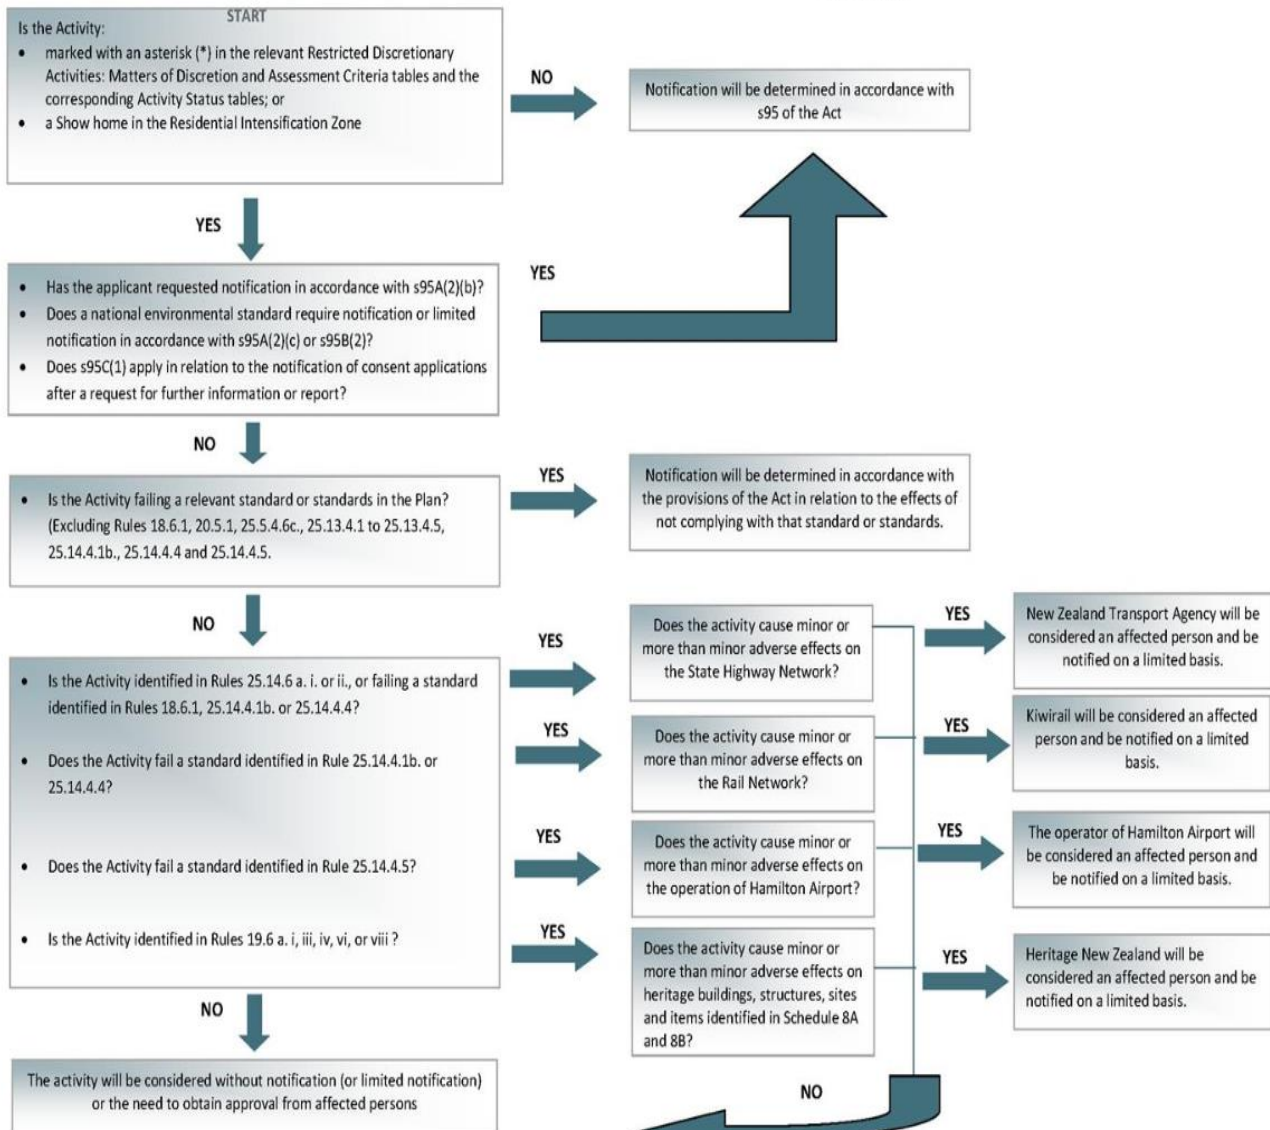 START
Is the Activity:
• marked with an asterisk (*) in the relevant Restricted Discretionary
Activities: Matters of Discretion and Assessment Criteria tables and the
corresponding Activity Status tables; or
• a Show home in the Residential Intensification Zone
NO
Notification will be determined in accordance with
s95 of the Act
YES
• Has the applicant requested notification in accordance with s95A(2)(b)?
• Does a national environmental standard require notification or limited
notification in accordance with s95A(2)(c) or s95B(2)?
• Does s95C(1) apply in relation to the notification of consent applications
after a request for further information or report?
YES
NO
• Is the Activity failing a relevant standard or standards in the Plan?
(Excluding Rules 18.6.1, 20.5.1, 25.5.4.6c., 25.13.4.1 to 25.13.4.5,
25.14.4.1b., 25.14.4.4 and 25.14.4.5.
YES
Notification will be determined in accordance with
the provisions of the Act in relation to the effects of
not complying with that standard or standards.
NO
• Is the Activity identified in Rules 25.14.6 a. i. or ii., or failing a standard
identified in Rules 18.6.1, 25.14.4.1b. or 25.14.4.4?
YES
Does the activity cause minor or
more than minor adverse effects on
the State Highway Network?
YES
New Zealand Transport Agency will be
considered an affected person and be
notified on a limited basis.
• Does the Activity fail a standard identified in Rule 25.14.4.1b. or
25.14.4.4?
YES
Does the activity cause minor or
more than minor adverse effects on
the Rail Network?
YES
Kiwirail will be considered an affected
person and be notified on a limited
basis.
• Does the Activity fail a standard identified in Rule 25.14.4.5?
YES
Does the activity cause minor or
more than minor adverse effects on
the operation of Hamilton Airport?
YES
The operator of Hamilton Airport will
be considered an affected person and
be notified on a limited basis.
• Is the Activity identified in Rules 19.6 a. i, iii, iv, vi, or viii ?
YES
Does the activity cause minor or
more than minor adverse effects on
heritage buildings, structures, sites
and items identified in Schedule 8A
and 8B?
YES
Heritage New Zealand will be
considered an affected person and be
notified on a limited basis.
NO
NO
The activity will be considered without notification (or limited notification)
or the need to obtain approval from affected persons